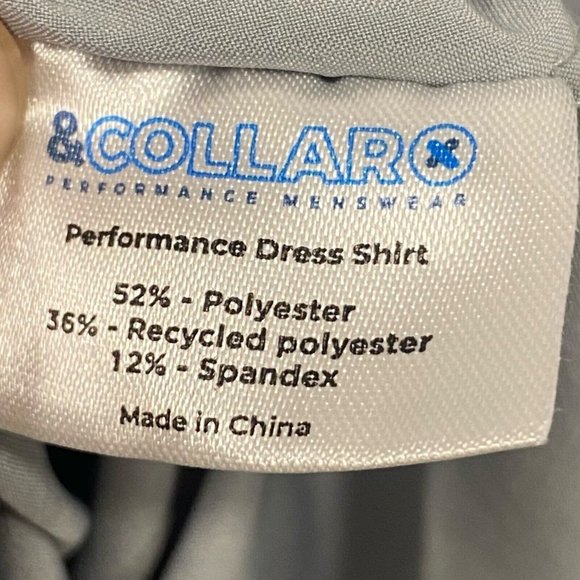 &COLLAR
PERFORMANCE MENSWEAR
Performance Dress Shirt
52% - Polyester
36% - Recycled polyester
12% - Spandex
Made in China